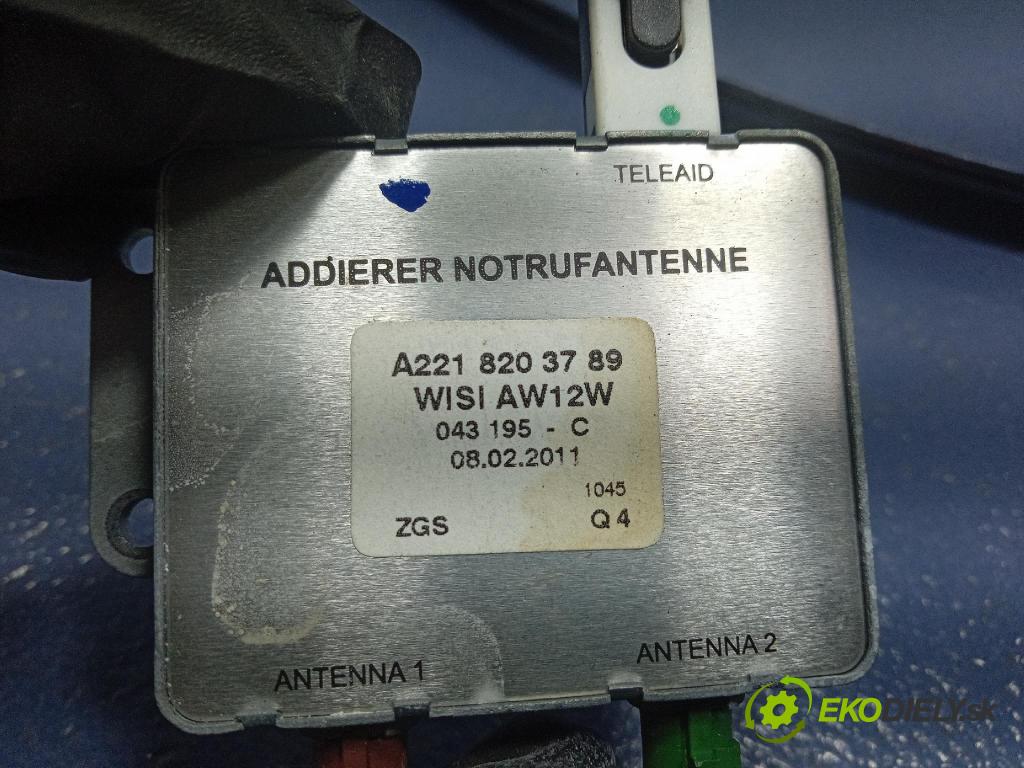 TELEAID
ADDIERER NOTRUFANTENNE
A221 820 37 89
WISI AW12W
043 195 - C
08.02.2011
1045
ZGS Q4
ANTENNA 1 ANTENNA 2
EKODIELY.sk